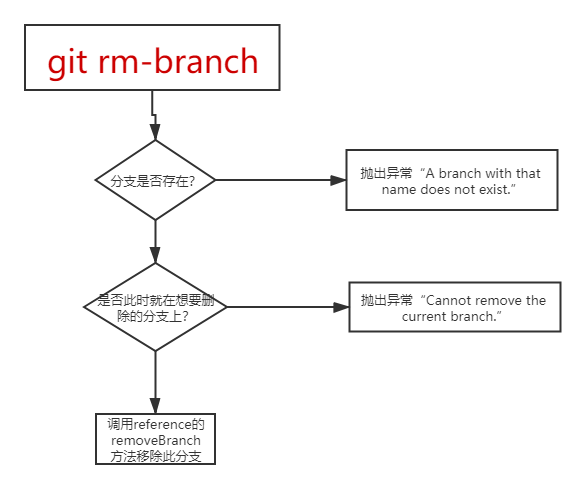 git rm-branch
分支是否存在？
抛出异常“A branch with that
name does not exist.”
是否此时就在想要删
除的分支上？
抛出异常“Cannot remove the
current branch.”
调用reference的
removeBranch
方法移除此分支